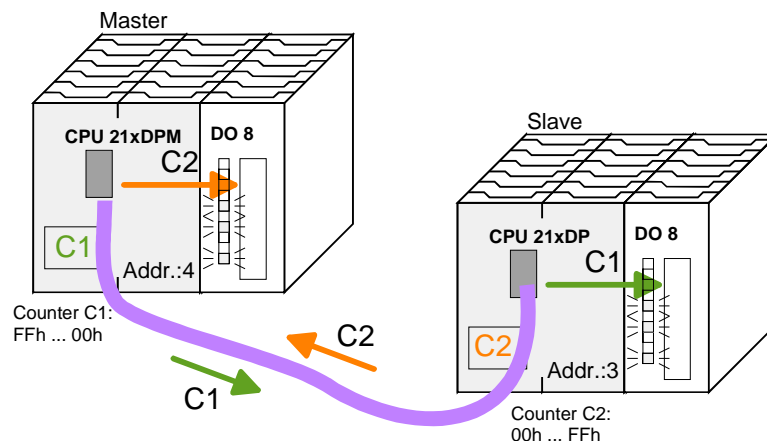 Master
CPU 21xDPM
DO 8
C2
C1
Addr.:4
Counter C1:
FFh ... 00h
C2
C1
Slave
CPU 21xDP
DO 8
C1
C2
Addr.:3
Counter C2:
00h ... FFh